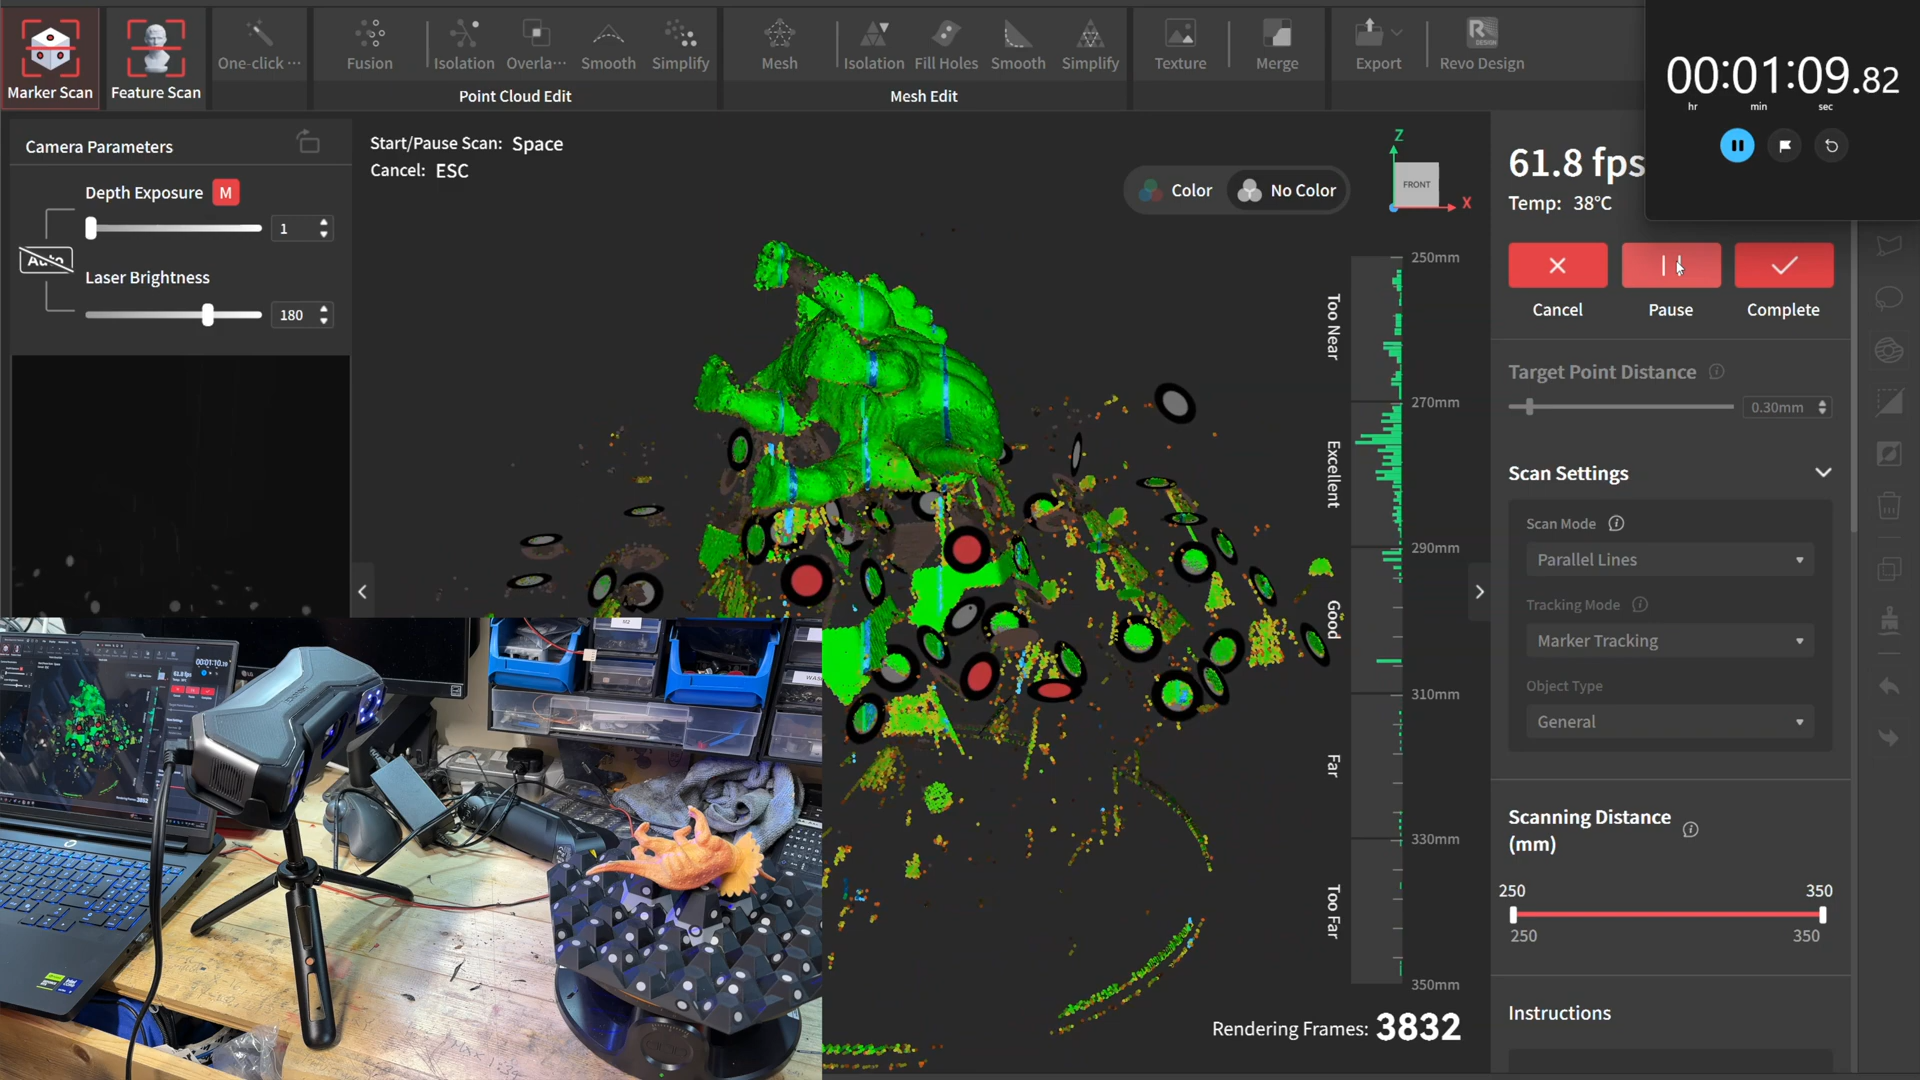 Marker Scan
Feature Scan
One-click ···
Fusion
Isolation
Overla···
Smooth
Simplify
Point Cloud Edit
Mesh
Isolation
Fill Holes
Smooth
Simplify
Mesh Edit
Texture
Merge
Export
Revo Design
00:01:09.82
hr
min
sec
Camera Parameters
Depth Exposure
M
1
Auto
Laser Brightness
180
Start/Pause Scan: Space
Cancel: ESC
Color
No Color
Z
FRONT
X
250mm
270mm
290mm
310mm
330mm
350mm
Too Near
Excellent
Good
Far
Too Far
Rendering Frames: 3832
61.8 fps
Temp: 38℃
Cancel
Pause
Complete
Target Point Distance
0.30mm
Scan Settings
Scan Mode
Parallel Lines
Tracking Mode
Marker Tracking
Object Type
General
Scanning Distance
(mm)
250
350
250
350
Instructions